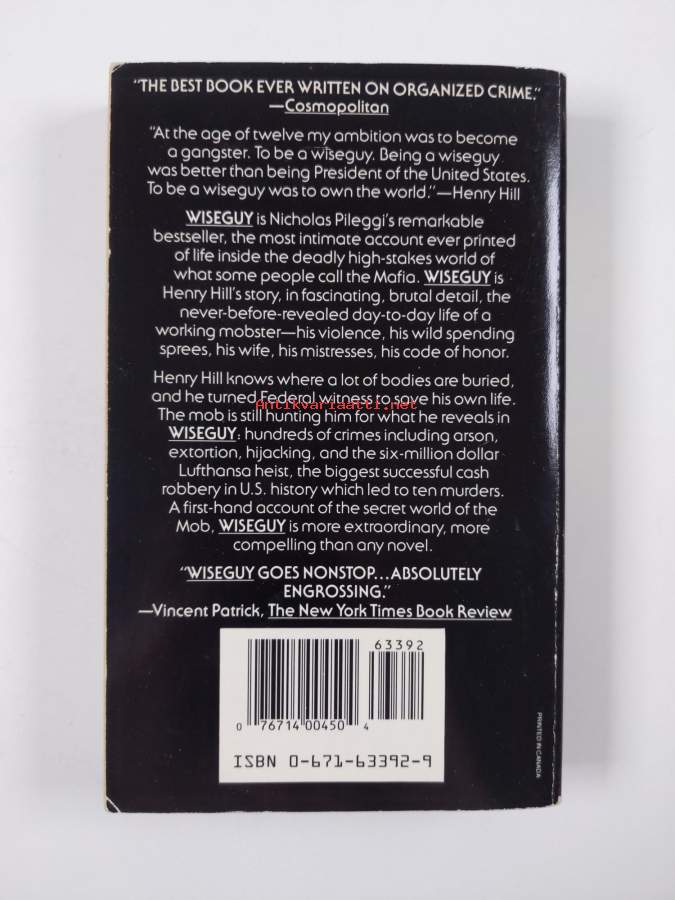 "THE BEST BOOK EVER WRITTEN ON ORGANIZED CRIME."
—Cosmopolitan
"At the age of twelve my ambition was to become
a gangster. To be a wiseguy. Being a wiseguy
was better than being President of the United States.
To be a wiseguy was to own the world."—Henry Hill
WISEGUY is Nicholas Pileggi's remarkable
bestseller, the most intimate account ever printed
of life inside the deadly high-stakes world of
what some people call the Mafia. WISEGUY is
Henry Hill's story, in fascinating, brutal detail, the
never-before-revealed day-to-day life of a
working mobster—his violence, his wild spending
sprees, his wife, his mistresses, his code of honor.
Henry Hill knows where a lot of bodies are buried,
and he turned Federal witness to save his own life.
Antikvariaatti.net
The mob is still hunting him for what he reveals in
WISEGUY: hundreds of crimes including arson,
extortion, hijacking, and the six-million dollar
Lufthansa heist, the biggest successful cash
robbery in U.S. history which led to ten murders.
A first-hand account of the secret world of the
Mob, WISEGUY is more extraordinary, more
compelling than any novel.
"WISEGUY GOES NONSTOP...ABSOLUTELY
ENGROSSING."
—Vincent Patrick, The New York Times Book Review
63392
0 76714 00450 4
ISBN 0-671-63392-9
PRINTED IN CANADA